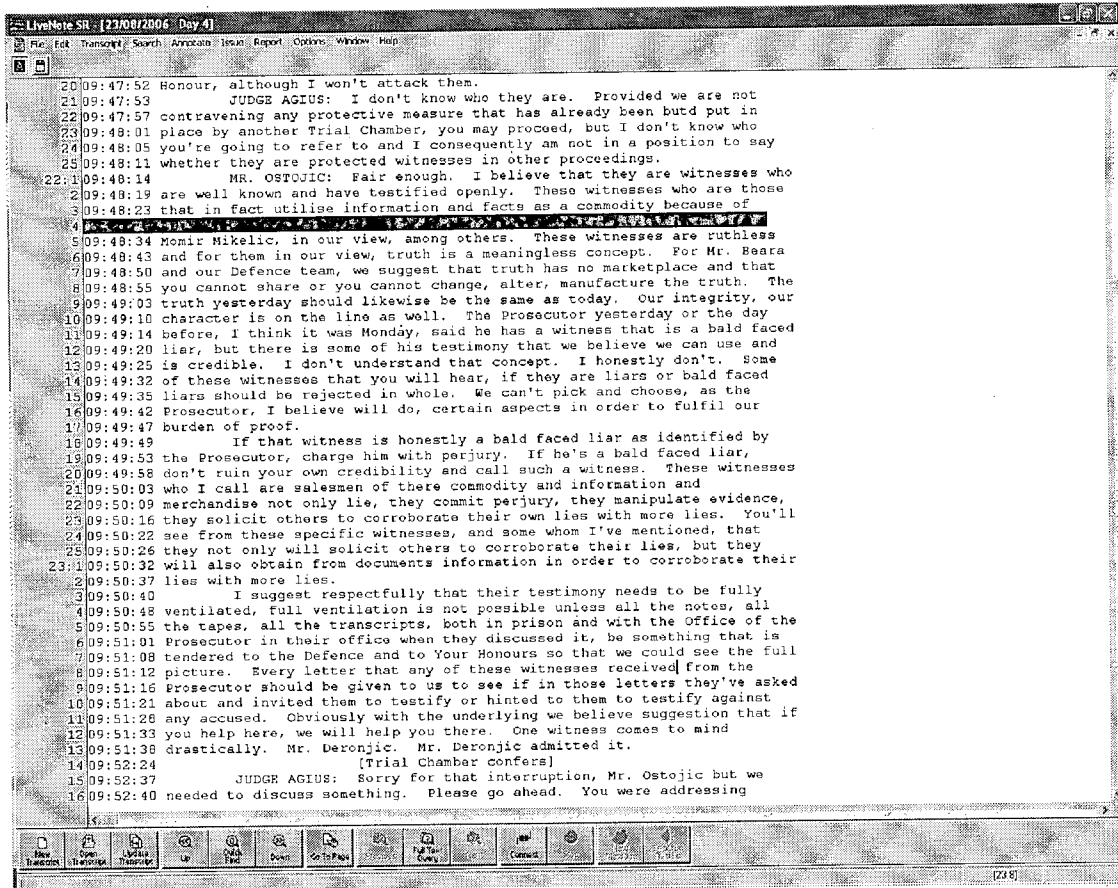 LiveNote SR - [23/08/2006 Day 4]
File Edit Transcript Search Annotate Issue Report Options Window Help
20 09:47:52 Honour, although I won't attack them.
21 09:47:53 JUDGE AGIUS: I don't know who they are. Provided we are not
22 09:47:57 contravening any protective measure that has already been butd put in
23 09:48:01 place by another Trial Chamber, you may proceed, but I don't know who
24 09:48:05 you're going to refer to and I consequently am not in a position to say
25 09:48:11 whether they are protected witnesses in other proceedings.
22:1 09:48:14 MR. OSTOJIC: Fair enough. I believe that they are witnesses who
2 09:48:19 are well known and have testified openly. These witnesses who are those
3 09:48:23 that in fact utilise information and facts as a commodity because of
4
5 09:48:34 Momir Mikelic, in our view, among others. These witnesses are ruthless
6 09:48:43 and for them in our view, truth is a meaningless concept. For Mr. Beara
7 09:48:50 and our Defence team, we suggest that truth has no marketplace and that
8 09:48:55 you cannot share or you cannot change, alter, manufacture the truth. The
9 09:49:03 truth yesterday should likewise be the same as today. Our integrity, our
10 09:49:10 character is on the line as well. The Prosecutor yesterday or the day
11 09:49:14 before, I think it was Monday, said he has a witness that is a bald faced
12 09:49:20 liar, but there is some of his testimony that we believe we can use and
13 09:49:25 is credible. I don't understand that concept. I honestly don't. Some
14 09:49:32 of these witnesses that you will hear, if they are liars or bald faced
15 09:49:35 liars should be rejected in whole. We can't pick and choose, as the
16 09:49:42 Prosecutor, I believe will do, certain aspects in order to fulfil our
17 09:49:47 burden of proof.
18 09:49:49 If that witness is honestly a bald faced liar as identified by
19 09:49:53 the Prosecutor, charge him with perjury. If he's a bald faced liar,
20 09:49:58 don't ruin your own credibility and call such a witness. These witnesses
21 09:50:03 who I call are salesmen of there commodity and information and
22 09:50:09 merchandise not only lie, they commit perjury, they manipulate evidence,
23 09:50:16 they solicit others to corroborate their own lies with more lies. You'll
24 09:50:22 see from these specific witnesses, and some whom I've mentioned, that
25 09:50:26 they not only will solicit others to corroborate their lies, but they
23:1 09:50:32 will also obtain from documents information in order to corroborate their
2 09:50:37 lies with more lies.
3 09:50:40 I suggest respectfully that their testimony needs to be fully
4 09:50:48 ventilated, full ventilation is not possible unless all the notes, all
5 09:50:55 the tapes, all the transcripts, both in prison and with the Office of the
6 09:51:01 Prosecutor in their office when they discussed it, be something that is
7 09:51:08 tendered to the Defence and to Your Honours so that we could see the full
8 09:51:12 picture. Every letter that any of these witnesses received from the
9 09:51:16 Prosecutor should be given to us to see if in those letters they've asked
10 09:51:21 about and invited them to testify or hinted to them to testify against
11 09:51:28 any accused. Obviously with the underlying we believe suggestion that if
12 09:51:33 you help here, we will help you there. One witness comes to mind
13 09:51:38 drastically. Mr. Deronjic. Mr. Deronjic admitted it.
14 09:52:24 [Trial Chamber confers]
15 09:52:37 JUDGE AGIUS: Sorry for that interruption, Mr. Ostojic but we
16 09:52:40 needed to discuss something. Please go ahead. You were addressing
New Transcript Open Transcript Update Transcript Up Quick Find Down Go To Page Full Text Query Connect
[23:8]